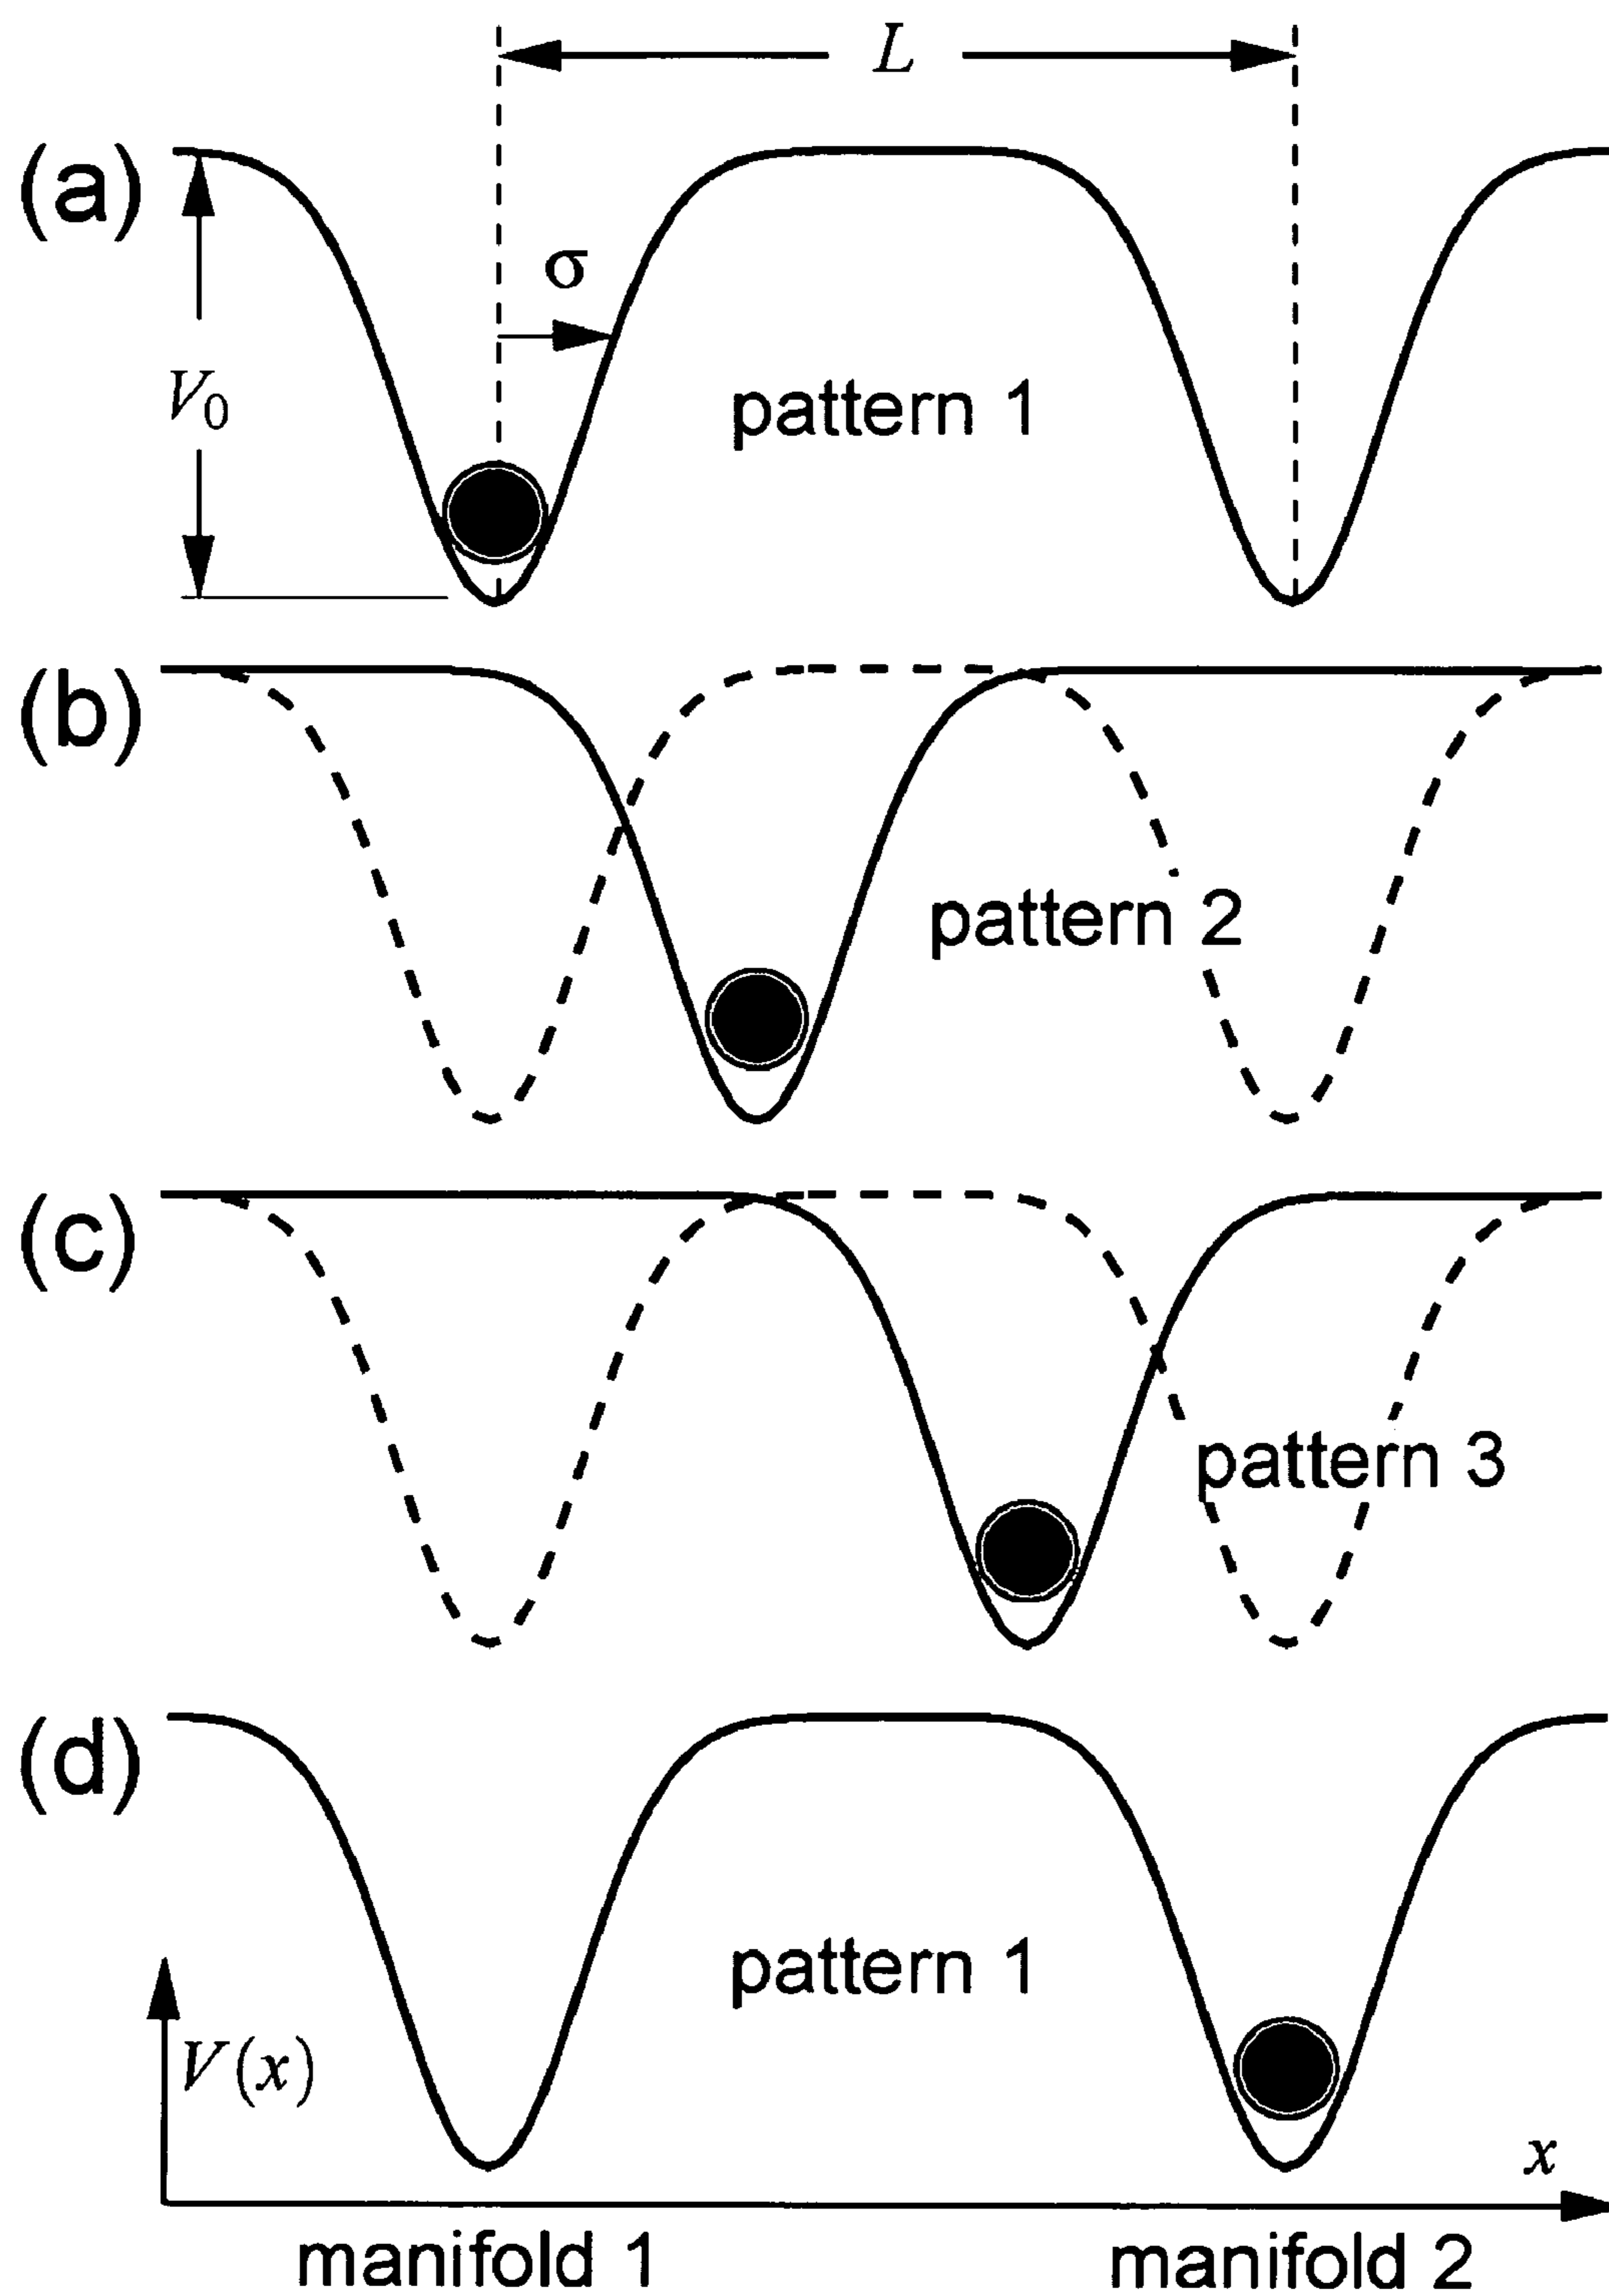 L
(a)
σ
V0
pattern 1
(b)
pattern 2
(c)
pattern 3
(d)
pattern 1
V(x)
x
manifold 1 manifold 2